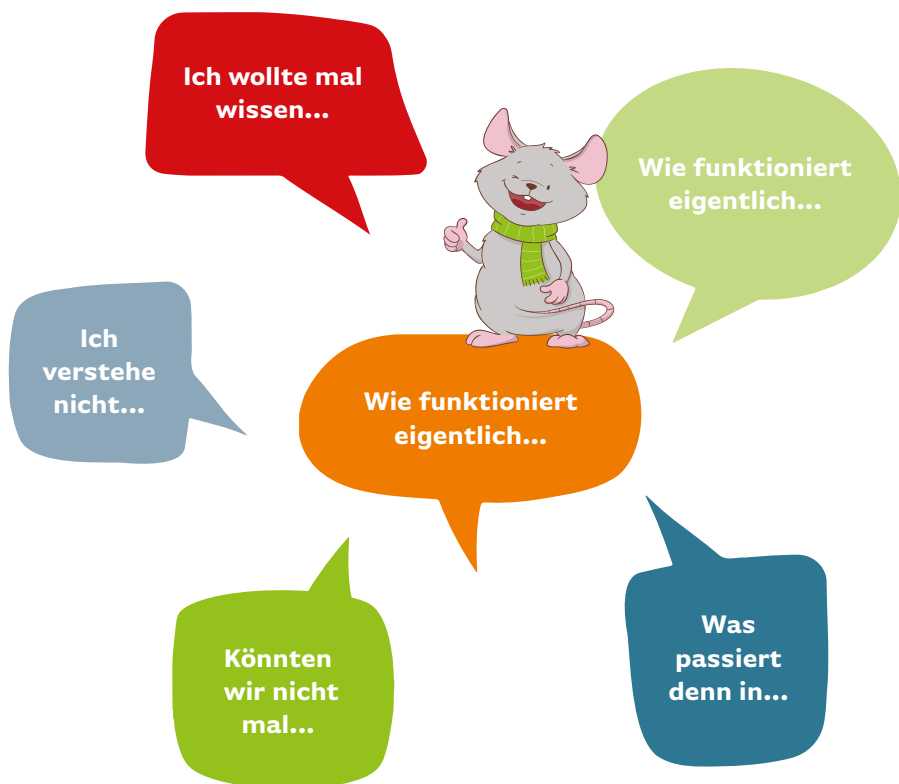 Ich wollte mal
wissen...
Wie funktioniert
eigentlich...
Ich
verstehe
nicht...
Wie funktioniert
eigentlich...
Könnten
wir nicht
mal...
Was
passiert
denn in...